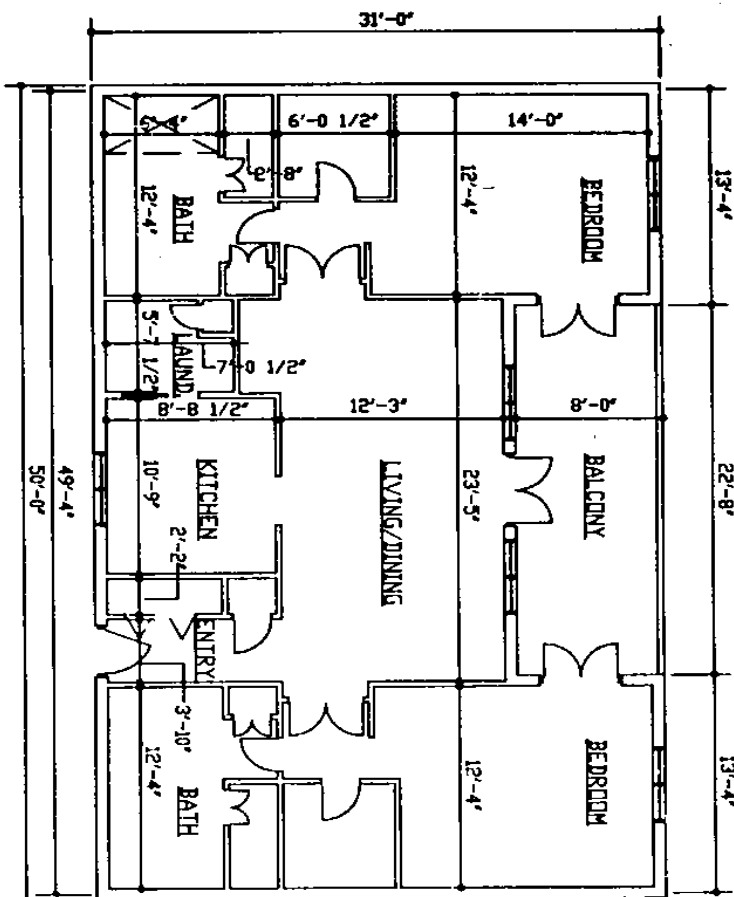 31'-0"
6'-0 1/2"
14'-0"
2'-8"
12'-4"
BATH
12'-4"
BEDROOM
13'-4"
5'-7 1/2"
LAUND
7'-0 1/2"
8'-8 1/2"
12'-3"
8'-0"
10'-9"
KITCHEN
LIVING/DINING
23'-5"
BALCONY
22'-8"
49'-4"
50'-0"
2'-2"
ENTRY
3'-10"
12'-4"
BATH
12'-4"
BEDROOM
13'-4"